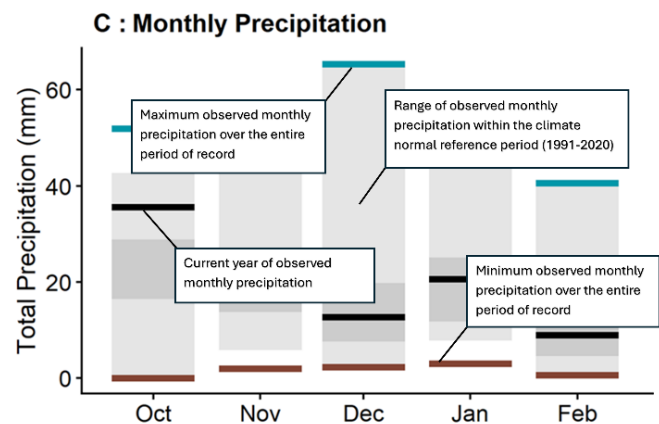 C : Monthly Precipitation
Total Precipitation (mm)
60
40
20
0
Maximum observed monthly
precipitation over the entire
period of record
Range of observed monthly
precipitation within the climate
normal reference period (1991-2020)
Current year of observed
monthly precipitation
Minimum observed monthly
precipitation over the entire
period of record
Oct Nov Dec Jan Feb